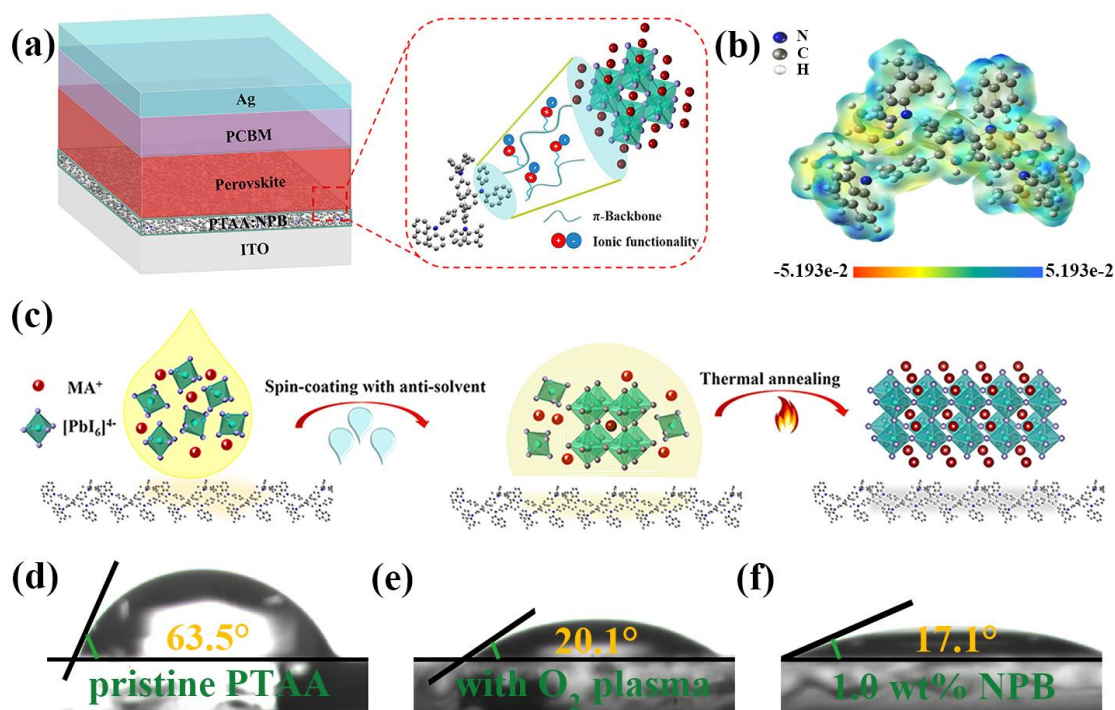 (a)
Ag
PCBM
Perovskite
PTAA:NPB
ITO
π-Backbone
+ - Ionic functionality
(b)
N
C
H
-5.193e-2
5.193e-2
(c)
MA⁺
[PbI₆]⁴⁻
Spin-coating with anti-solvent
Thermal annealing
(d)
63.5°
pristine PTAA
(e)
20.1°
with O₂ plasma
(f)
17.1°
1.0 wt% NPB